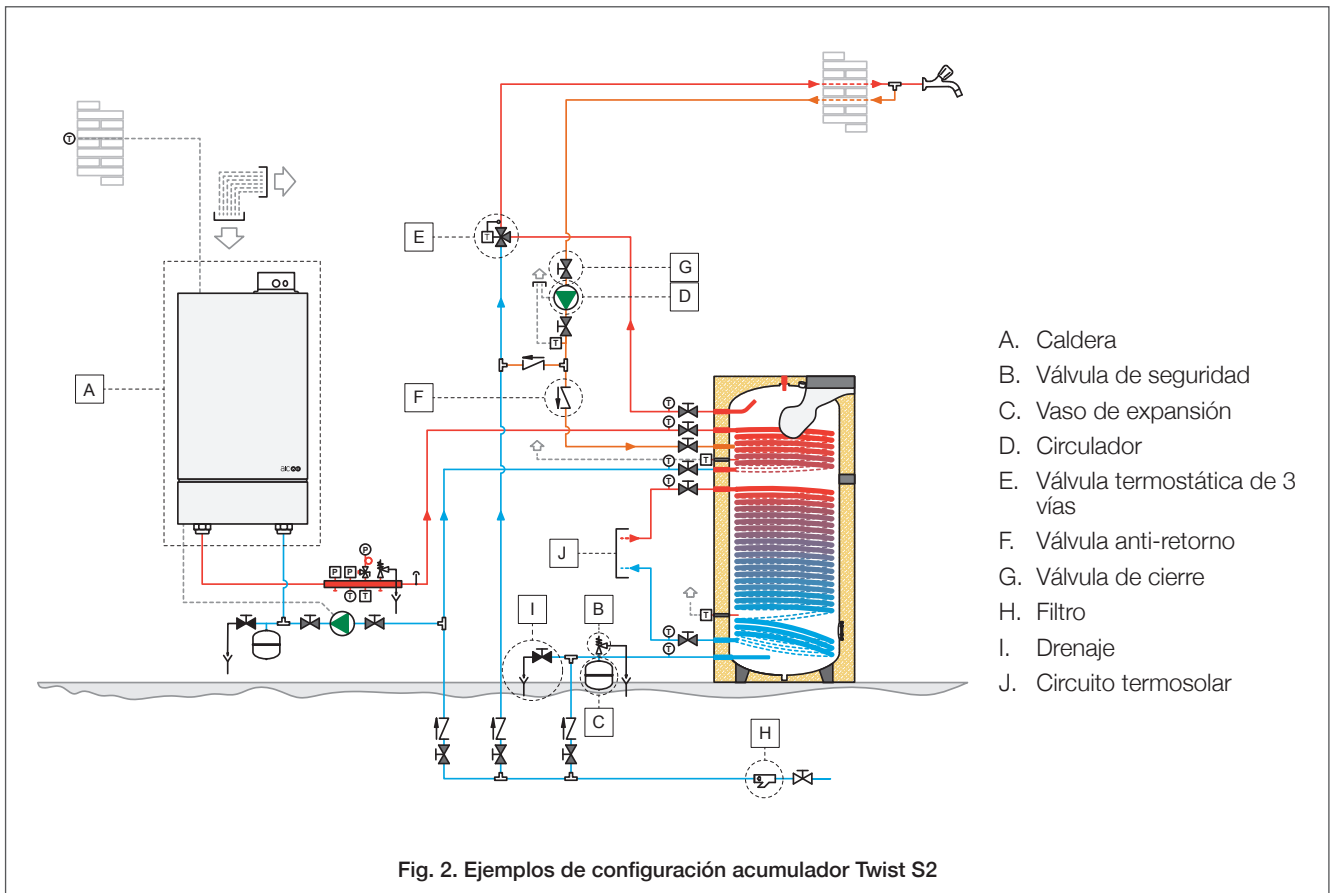 T
E
T
G
D
A
T
F
T
T
T
T
T
J
P
P
P
T
T
I
B
T
T
C
H
aic
A. Caldera
B. Válvula de seguridad
C. Vaso de expansión
D. Circulador
E. Válvula termostática de 3
vías
F. Válvula anti-retorno
G. Válvula de cierre
H. Filtro
I. Drenaje
J. Circuito termosolar
Fig. 2. Ejemplos de configuración acumulador Twist S2